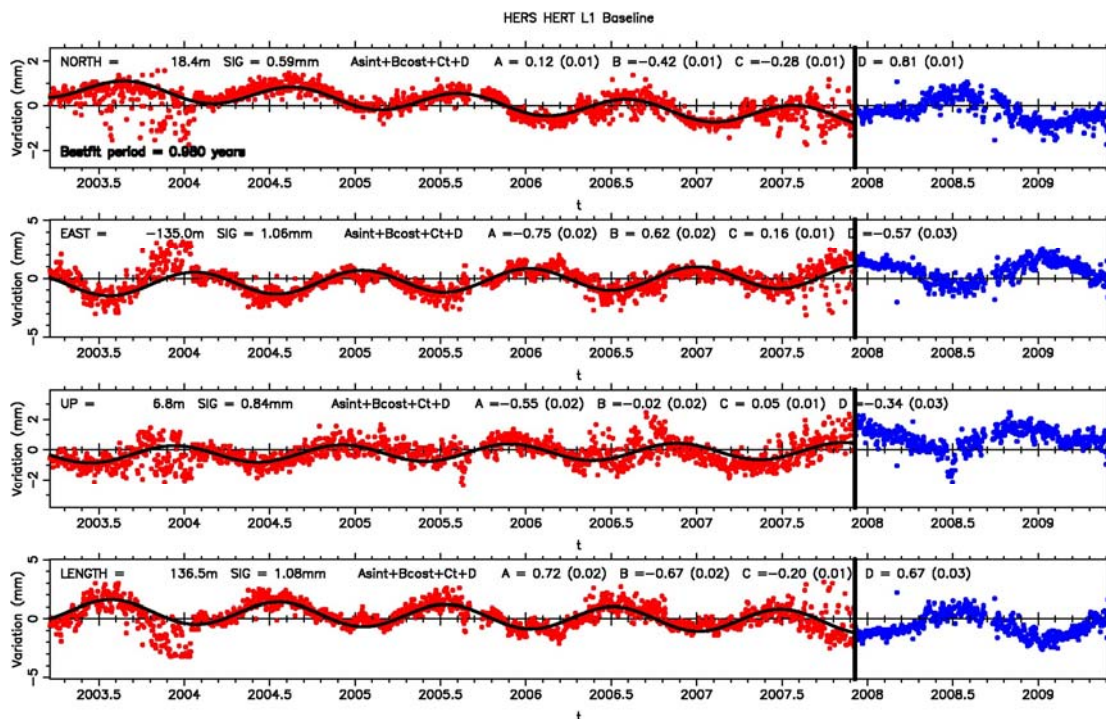 HERS HERT L1 Baseline
NORTH = 18.4m SIG = 0.59mm Asint+Bcost+Ct+D A = 0.12 (0.01) B =-0.42 (0.01) C =-0.28 (0.01) D = 0.81 (0.01)
Variation (mm)
2
0
-2
Bestfit period = 0.980 years
2003.5 2004 2004.5 2005 2005.5 2006 2006.5 2007 2007.5 2008 2008.5 2009
t
EAST = -135.0m SIG = 1.06mm Asint+Bcost+Ct+D A =-0.75 (0.02) B = 0.62 (0.02) C = 0.16 (0.01) D =-0.57 (0.03)
Variation (mm)
5
0
-5
2003.5 2004 2004.5 2005 2005.5 2006 2006.5 2007 2007.5 2008 2008.5 2009
t
UP = 6.8m SIG = 0.84mm Asint+Bcost+Ct+D A =-0.55 (0.02) B =-0.02 (0.02) C = 0.05 (0.01) D =-0.34 (0.03)
Variation (mm)
2
0
-2
2003.5 2004 2004.5 2005 2005.5 2006 2006.5 2007 2007.5 2008 2008.5 2009
t
LENGTH = 136.5m SIG = 1.08mm Asint+Bcost+Ct+D A = 0.72 (0.02) B =-0.67 (0.02) C =-0.20 (0.01) D = 0.67 (0.03)
Variation (mm)
5
0
-5
2003.5 2004 2004.5 2005 2005.5 2006 2006.5 2007 2007.5 2008 2008.5 2009
t